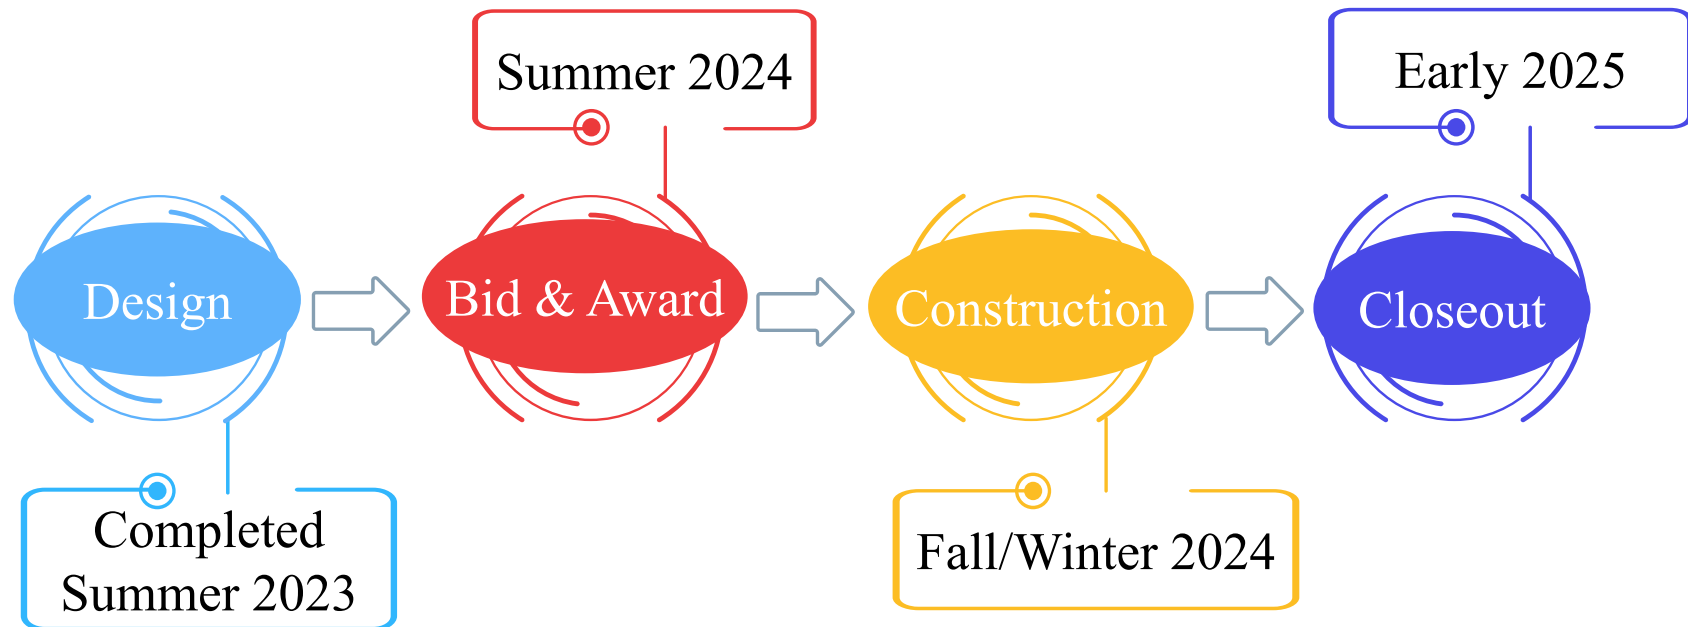 Summer 2024
Early 2025
Design
Bid & Award
Construction
Closeout
Completed
Summer 2023
Fall/Winter 2024